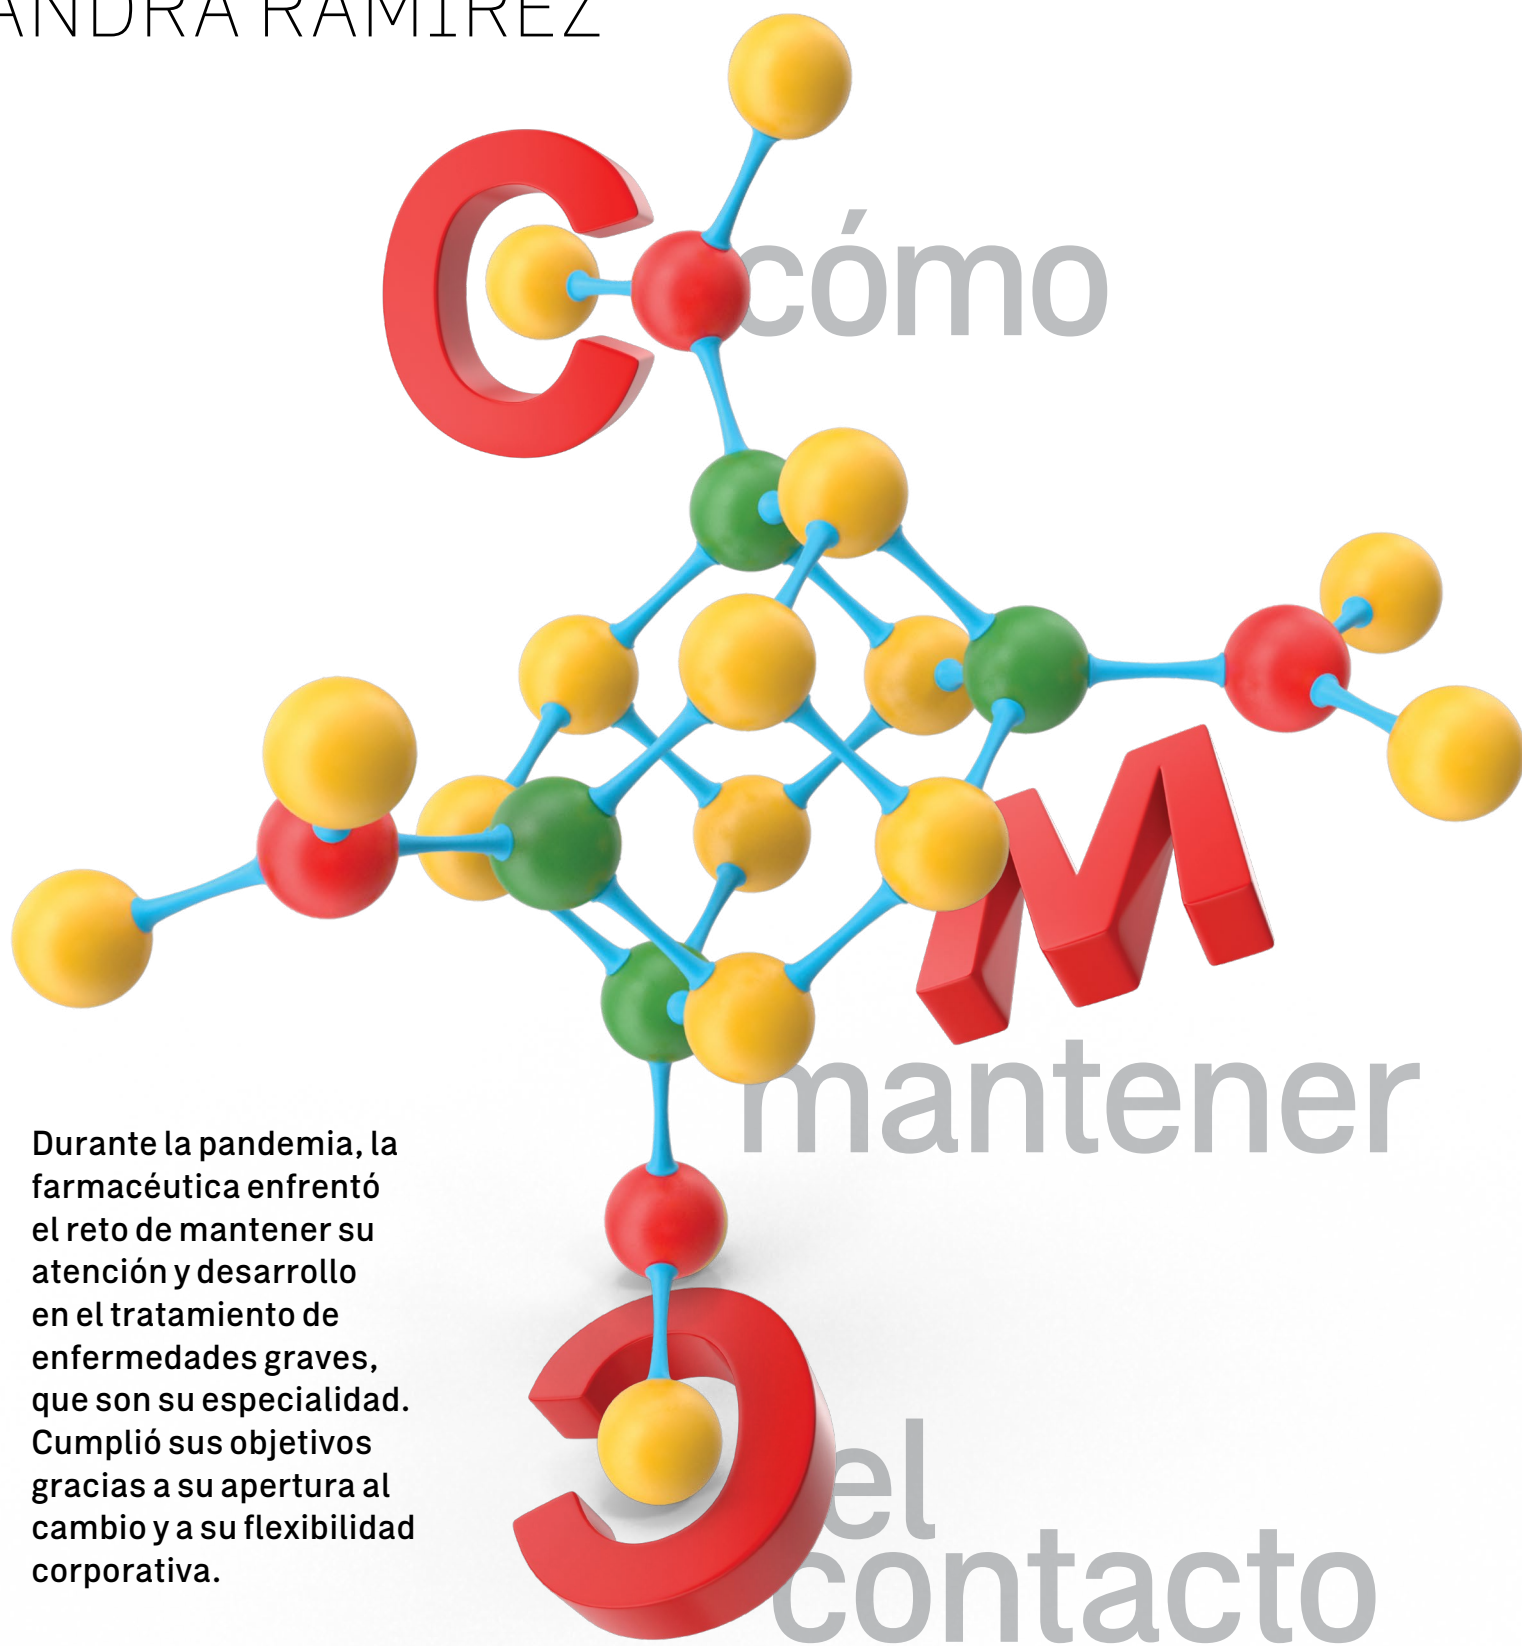 RAMÍREZ
C
cómo
M
mantener
Durante la pandemia, la
farmacéutica enfrentó
el reto de mantener su
atención y desarrollo
en el tratamiento de
enfermedades graves,
que son su especialidad.
Cumplió sus objetivos
gracias a su apertura al
cambio y a su flexibilidad
corporativa.
C
el
contacto